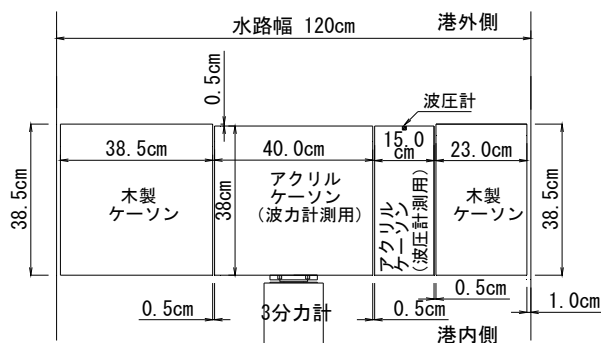 水路幅 120cm
港外側
0.5cm
波圧計
38.5cm
40.0cm
15.0
cm
23.0cm
38.5cm
木製
ケーソン
38cm
アクリル
ケーソン
(波力計測用)
アクリル
ケーソン
(波圧計測用)
木製
ケーソン
38.5cm
0.5cm
3分力計
0.5cm
0.5cm
1.0cm
港内側